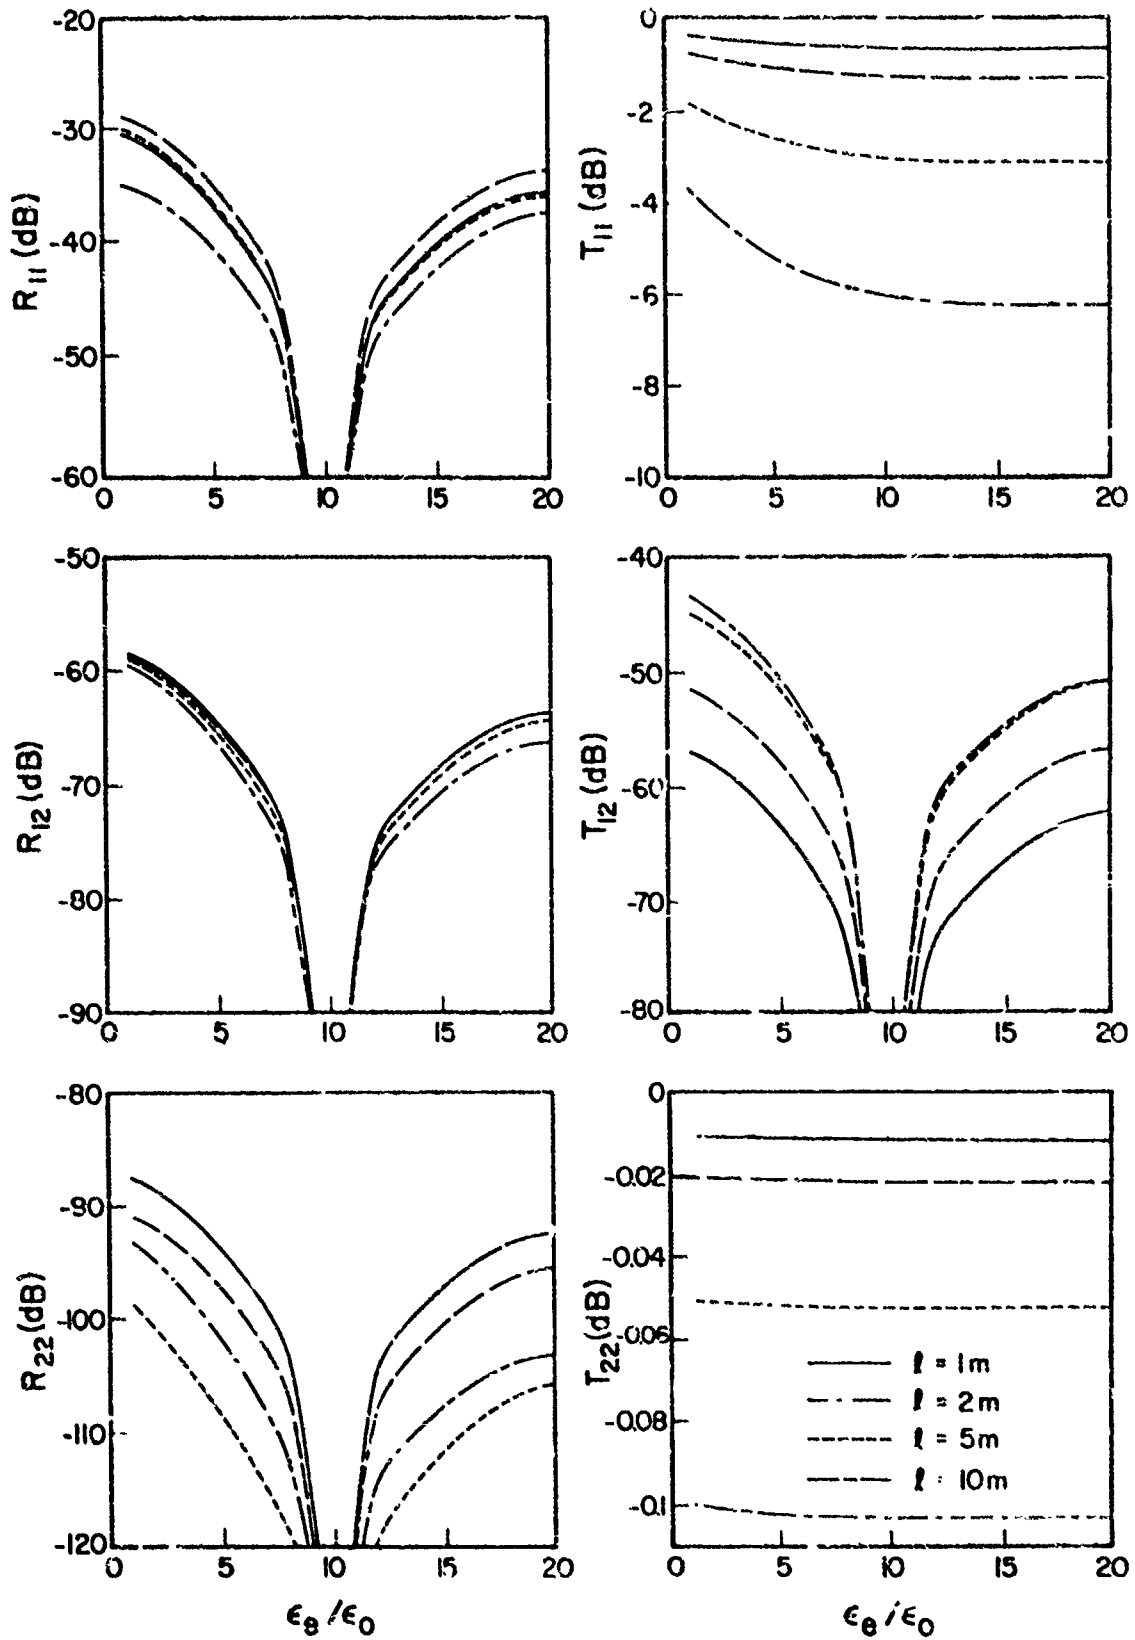 -20
-30
-40
-50
-60
0 5 10 15 20
R11 (dB)
0
-2
-4
-6
-8
-10
0 5 10 15 20
T11 (dB)
-50
-60
-70
-80
-90
0 5 10 15 20
R12 (dB)
-40
-50
-60
-70
-80
0 5 10 15 20
T12 (dB)
-80
-90
-100
-110
-120
0 5 10 15 20
R22 (dB)
ϵ8/ϵ0
0
-0.02
-0.04
-0.06
-0.08
-0.1
0 5 10 15 20
T22 (dB)
ℓ = 1m
ℓ = 2m
ℓ = 5m
ℓ = 10m
ϵ8/ϵ0